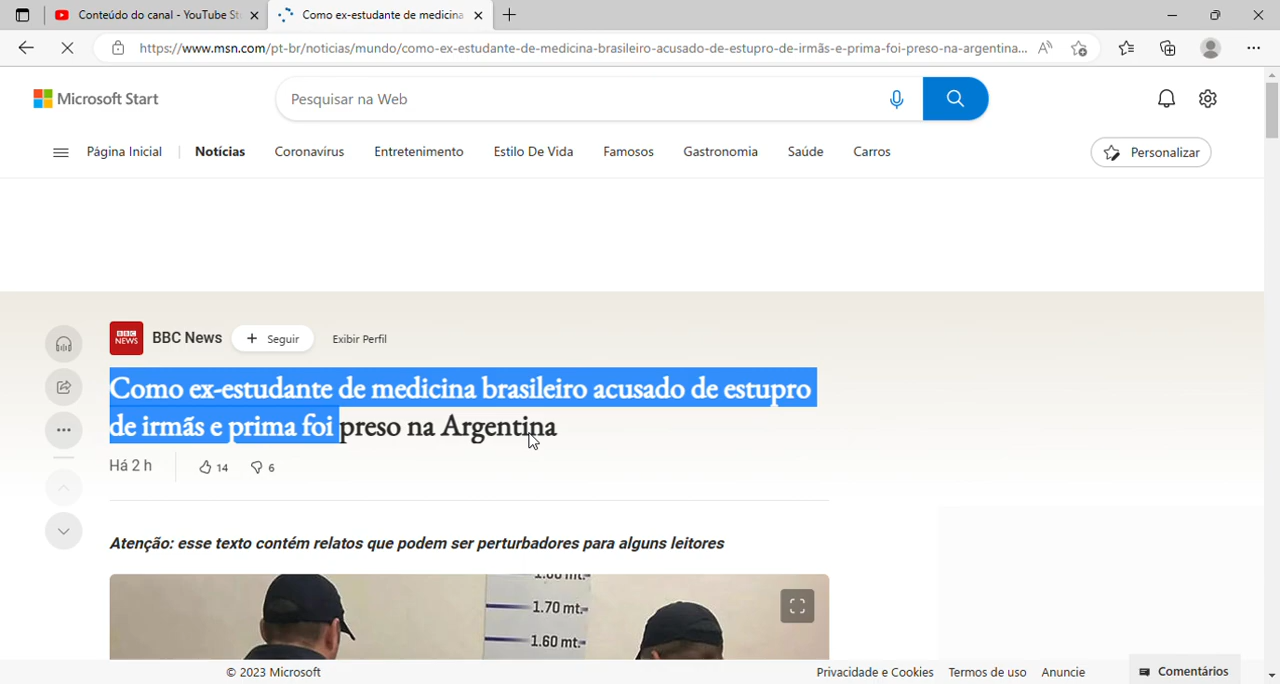 Conteúdo do canal - YouTube St
Como ex-estudante de medicina
https://www.msn.com/pt-br/noticias/mundo/como-ex-estudante-de-medicina-brasileiro-acusado-de-estupro-de-irmãs-e-prima-foi-preso-na-argentina...
Microsoft Start
Pesquisar na Web
Página Inicial
Notícias
Coronavírus
Entretenimento
Estilo De Vida
Famosos
Gastronomia
Saúde
Carros
Personalizar
BBC NEWS
BBC News
+ Seguir
Exibir Perfil
Como ex-estudante de medicina brasileiro acusado de estupro
de irmãs e prima foi preso na Argentina
Há 2 h
14
6
Atenção: esse texto contém relatos que podem ser perturbadores para alguns leitores
1.70 mt.
1.60 mt.
© 2023 Microsoft
Privacidade e Cookies
Termos de uso
Anuncie
Comentários